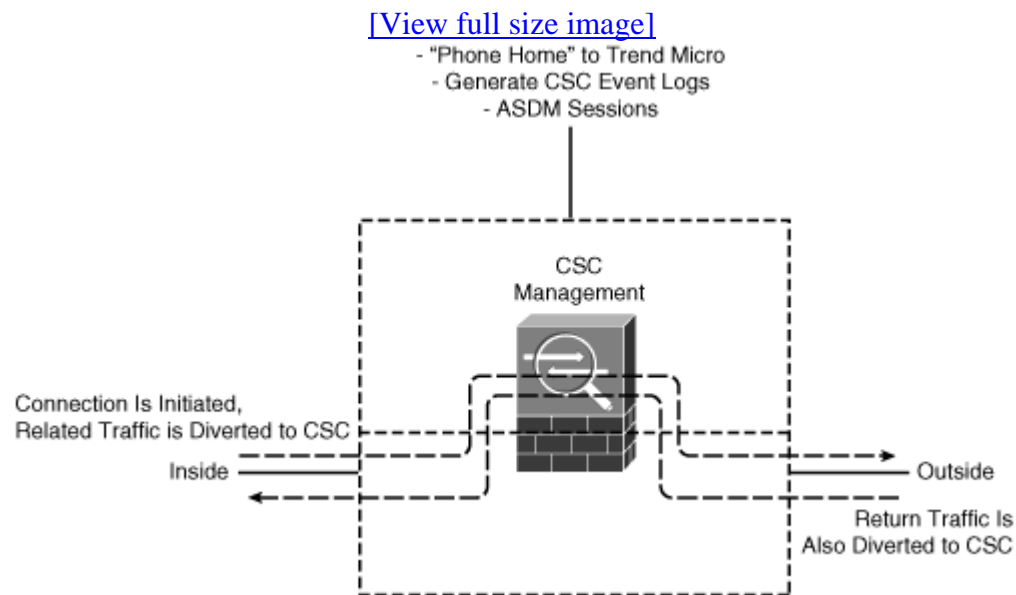 [View full size image]
- "Phone Home" to Trend Micro
- Generate CSC Event Logs
- ASDM Sessions
CSC
Management
Connection Is Initiated,
Related Traffic is Diverted to CSC
Inside
Outside
Return Traffic Is
Also Diverted to CSC